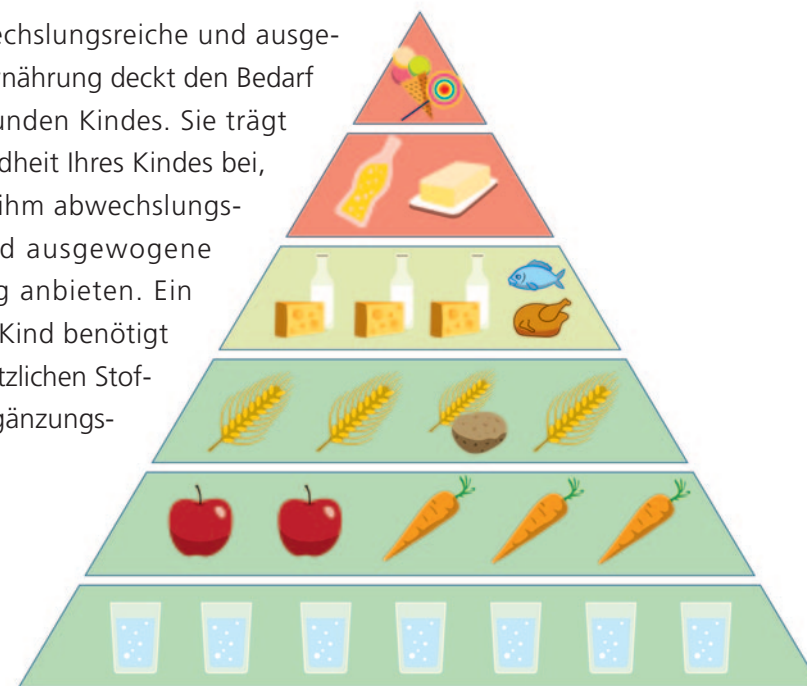 echslungsreiche und ausge-
rnährung deckt den Bedarf
unden Kindes. Sie trägt
dheit Ihres Kindes bei,
ihm abwechslungs-
d ausgewogene
g anbieten. Ein
Kind benötigt
tzlichen Stof-
gänzungs-